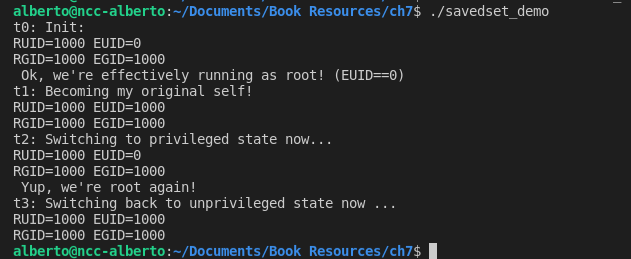 alberto@ncc-alberto:~/Documents/Book Resources/ch7$ ./savedset_demo
t0: Init:
RUID=1000 EUID=0
RGID=1000 EGID=1000
 Ok, we're effectively running as root! (EUID==0)
t1: Becoming my original self!
RUID=1000 EUID=1000
RGID=1000 EGID=1000
t2: Switching to privileged state now...
RUID=1000 EUID=0
RGID=1000 EGID=1000
 Yup, we're root again!
t3: Switching back to unprivileged state now ...
RUID=1000 EUID=1000
RGID=1000 EGID=1000
alberto@ncc-alberto:~/Documents/Book Resources/ch7$